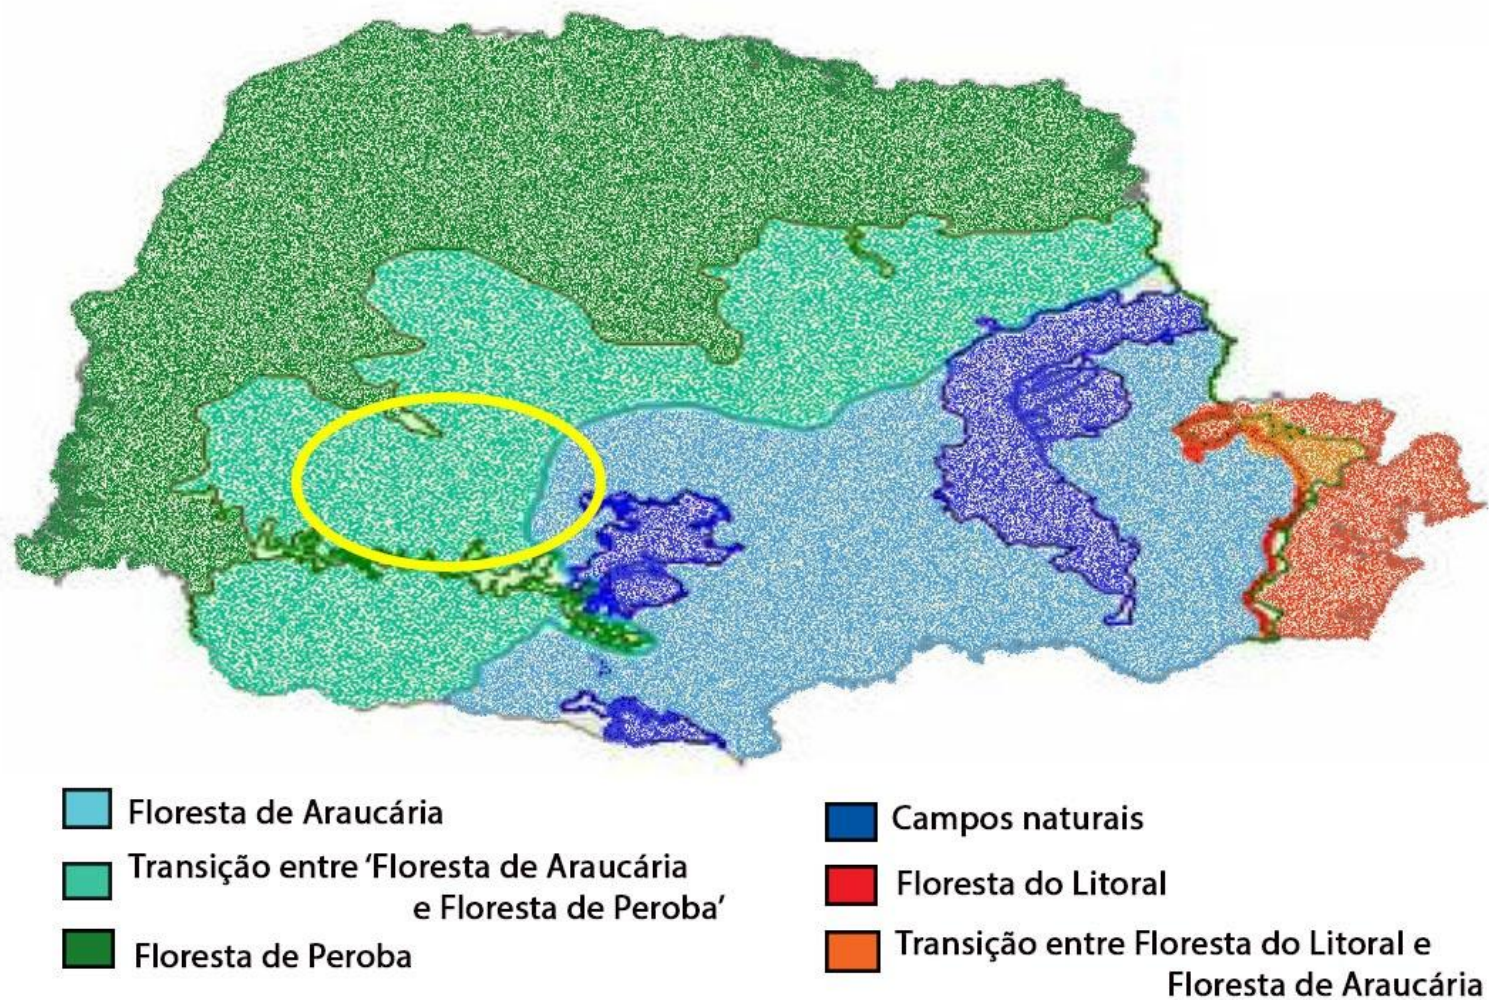 Floresta de Araucária
Transição entre ‘Floresta de Araucária
e Floresta de Peroba’
Floresta de Peroba
Campos naturais
Floresta do Litoral
Transição entre Floresta do Litoral e
Floresta de Araucária